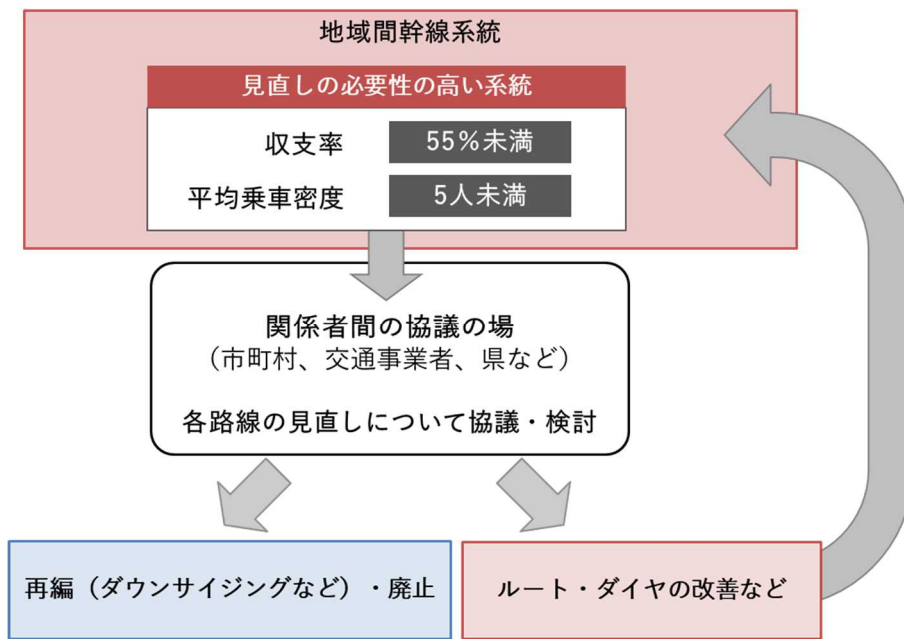 地域間幹線系統
見直しの必要性の高い系統
収支率 55%未満
平均乗車密度 5人未満
関係者間の協議の場
（市町村、交通事業者、県など）
各路線の見直しについて協議・検討
再編（ダウンサイジングなど）・廃止
ルート・ダイヤの改善など